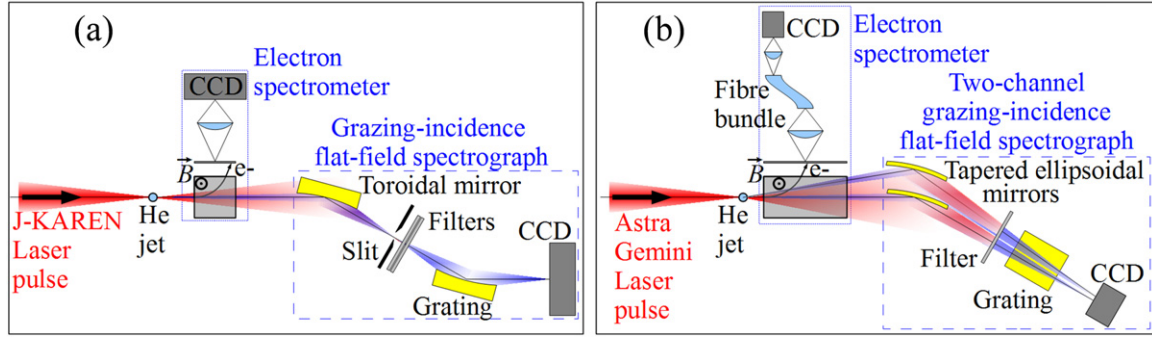 (a)
CCD
Electron
spectrometer
Grazing-incidence
flat-field spectrograph
B
e-
Toroidal mirror
J-KAREN
Laser
pulse
He
jet
Slit
Filters
Grating
CCD
(b)
CCD
Electron
spectrometer
Fibre
bundle
Two-channel
grazing-incidence
flat-field spectrograph
B
e-
Tapered ellipsoidal
mirrors
Astra
Gemini
Laser
pulse
He
jet
Filter
Grating
CCD